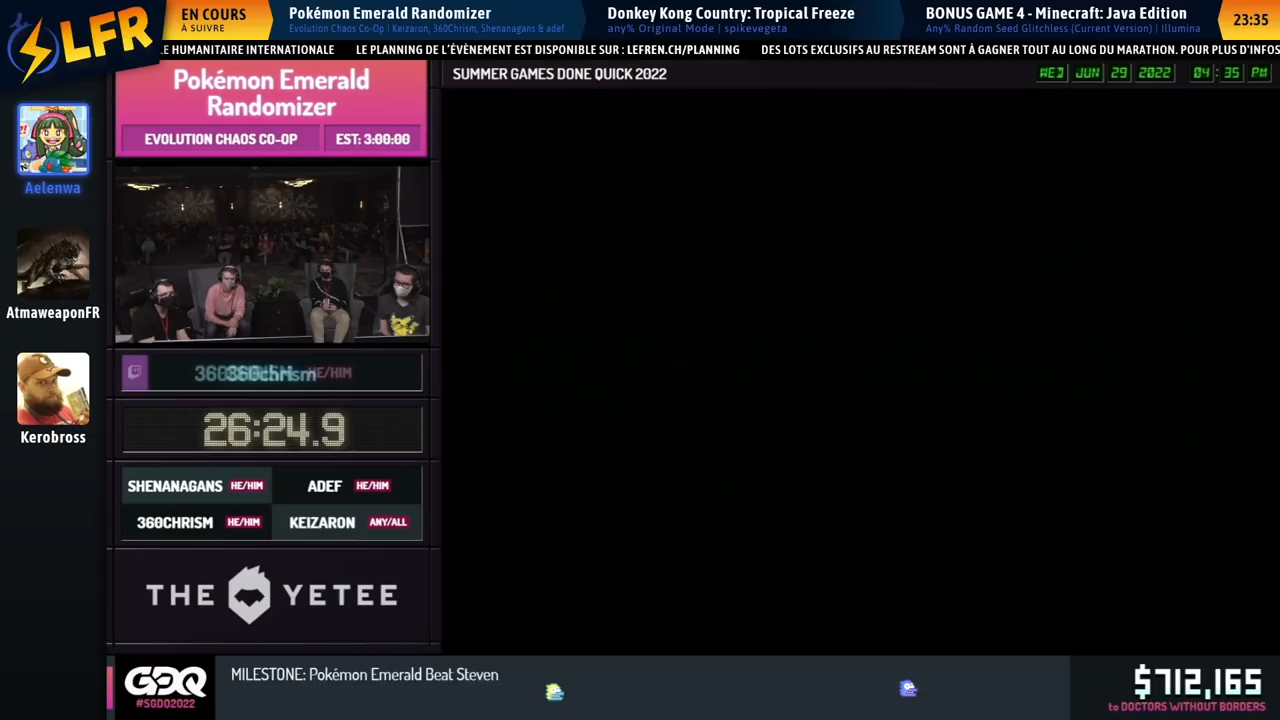 LFR
EN COURS
À SUIVRE
Pokémon Emerald Randomizer
Evolution Chaos Co-Op | Keizaron, 360Chrism, Shenanagans & adef
Donkey Kong Country: Tropical Freeze
any% Original Mode | spikevegeta
BONUS GAME 4 - Minecraft: Java Edition
Any% Random Seed Glitchless (Current Version) | Illumina
23:35
LE HUMANITAIRE INTERNATIONALE LE PLANNING DE L'ÉVÈNEMENT EST DISPONIBLE SUR : LEFREN.CH/PLANNING DES LOTS EXCLUSIFS AU RESTREAM SONT À GAGNER TOUT AU LONG DU MARATHON. POUR PLUS D'INFOS
Pokémon Emerald
Randomizer
EVOLUTION CHAOS CO-OP
EST: 3:00:00
SUMMER GAMES DONE QUICK 2022
WED JUN 29 2022 04:35 PM
Aelenwa
AtmaweaponFR
Kerobross
360chrism HE/HIM
26:24.9
SHENANAGANS HE/HIM
ADEF HE/HIM
360CHRISM HE/HIM
KEIZARON ANY/ALL
THE YETEE
GDQ
#SGDQ2022
MILESTONE: Pokémon Emerald Beat Steven
$712,165
to DOCTORS WITHOUT BORDERS